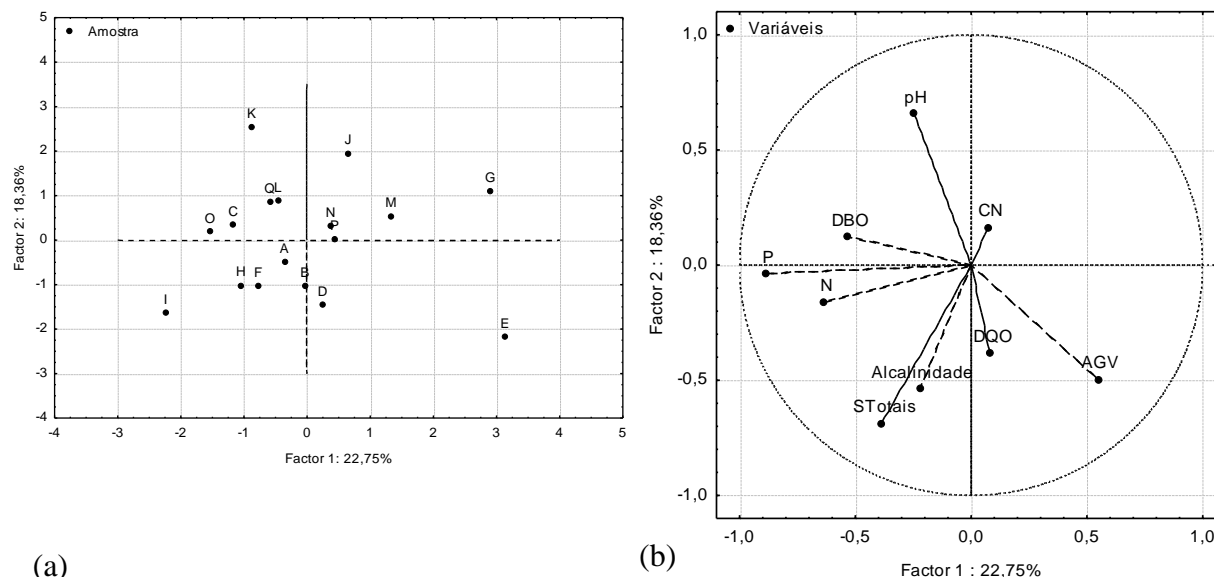 Amostra
5
4
3
2
1
0
-1
-2
-3
-4
Factor 2: 18,36%
K
J
G
Q L
M
O
C
N
P
A
H
F
B
D
I
E
-4
-3
-2
-1
0
1
2
3
4
5
Factor 1: 22,75%
(a)
Variáveis
1,0
0,5
0,0
-0,5
-1,0
Factor 2 : 18,36%
pH
CN
DBO
P
N
DQO
Alcalinidade
AGV
STotais
-1,0
-0,5
0,0
0,5
1,0
Factor 1 : 22,75%
(b)